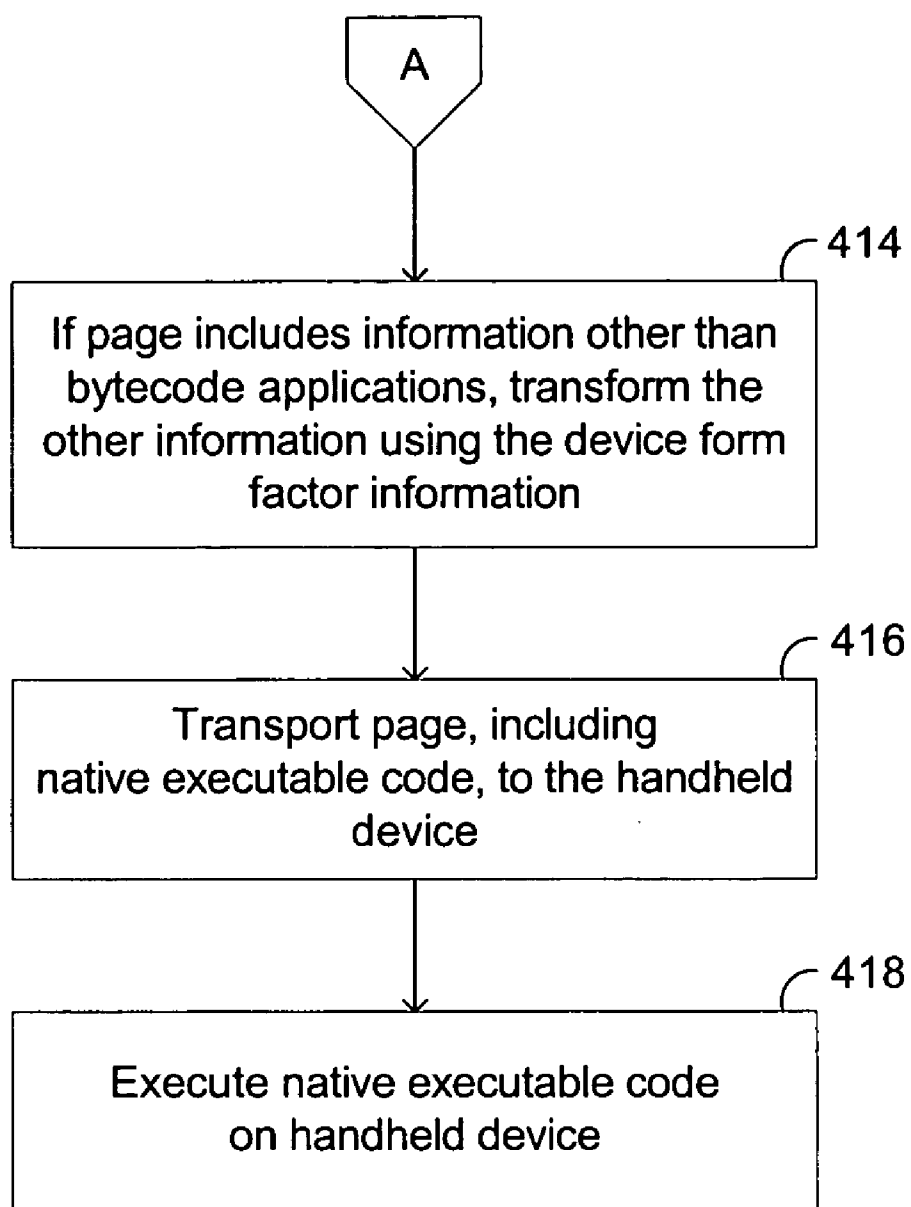 A
414
If page includes information other than
bytecode applications, transform the
other information using the device form
factor information
416
Transport page, including
native executable code, to the handheld
device
418
Execute native executable code
on handheld device